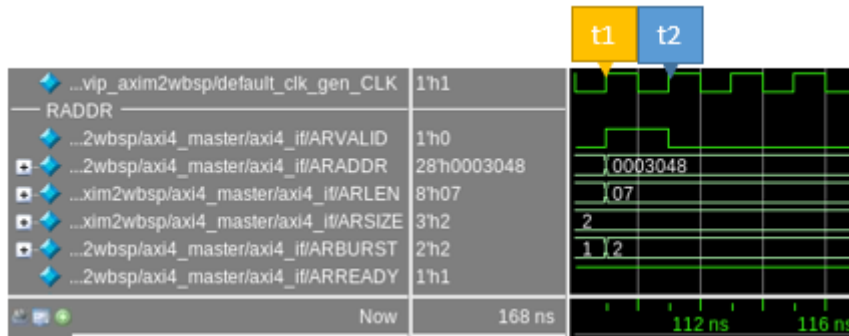 t1 t2
...vip_axim2wbsp/default_clk_gen_CLK 1'h1
RADDR
...2wbsp/axi4_master/axi4_if/ARVALID 1'h0
...2wbsp/axi4_master/axi4_if/ARADDR 28'h0003048 0003048
...xim2wbsp/axi4_master/axi4_if/ARLEN 8'h07 07
...xim2wbsp/axi4_master/axi4_if/ARSIZE 3'h2 2
...2wbsp/axi4_master/axi4_if/ARBURST 2'h2 1 2
...2wbsp/axi4_master/axi4_if/ARREADY 1'h1
Now 168 ns 112 ns 116 ns